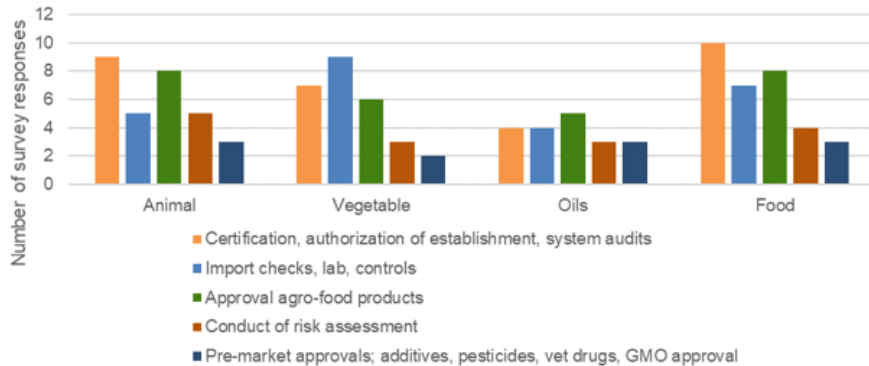 Number of survey responses
12
10
8
6
4
2
0
Animal Vegetable Oils Food
Certification, authorization of establishment, system audits
Import checks, lab, controls
Approval agro-food products
Conduct of risk assessment
Pre-market approvals; additives, pesticides, vet drugs, GMO approval